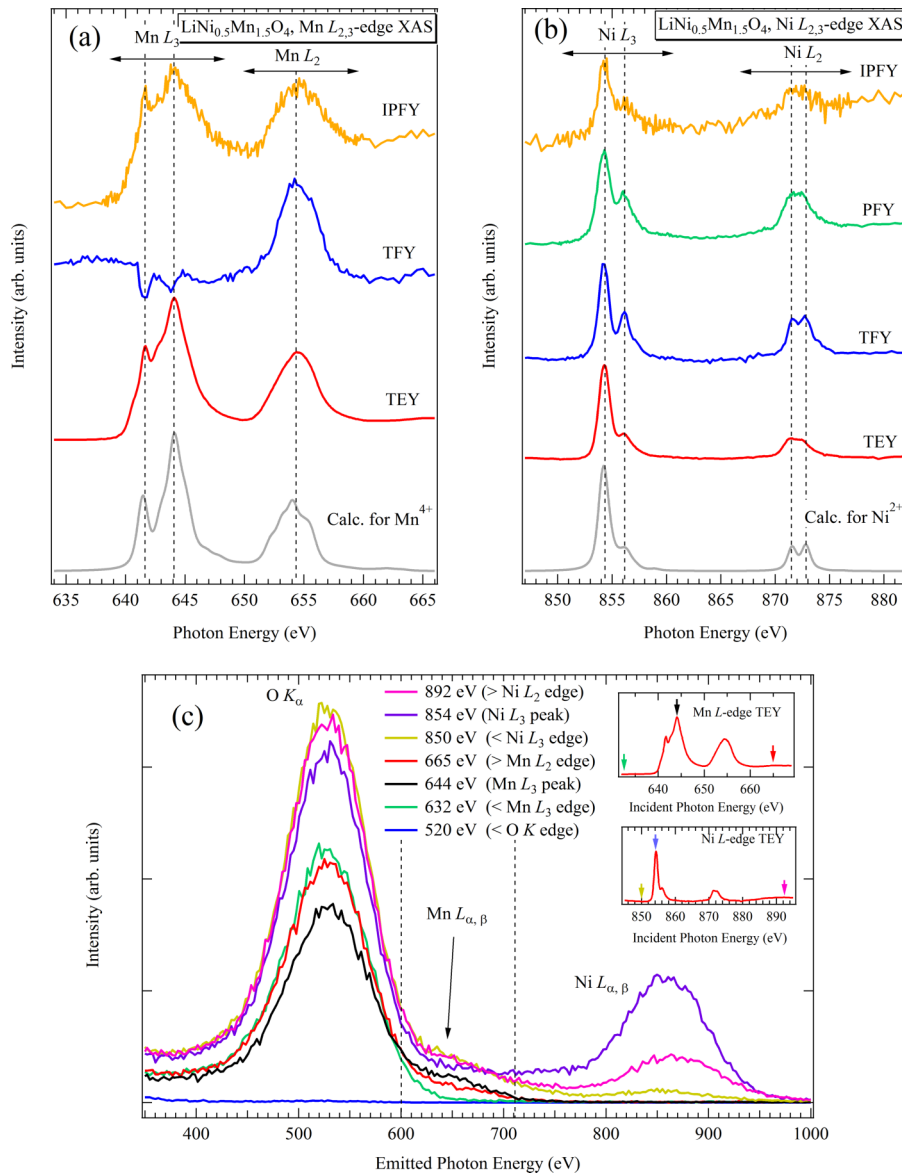 (a)
LiNi0.5Mn1.5O4, Mn L2,3-edge XAS
Mn L3
Mn L2
IPFY
TFY
TEY
Calc. for Mn4+
Intensity (arb. units)
635 640 645 650 655 660 665
Photon Energy (eV)
(b)
LiNi0.5Mn1.5O4, Ni L2,3-edge XAS
Ni L3
Ni L2
IPFY
PFY
TFY
TEY
Calc. for Ni2+
Intensity (arb. units)
850 855 860 865 870 875 880
Photon Energy (eV)
O Kα
(c)
892 eV (> Ni L2 edge)
854 eV (Ni L3 peak)
850 eV (< Ni L3 edge)
665 eV (> Mn L2 edge)
644 eV (Mn L3 peak)
632 eV (< Mn L3 edge)
520 eV (< O K edge)
Mn L-edge TEY
640 650 660
Incident Photon Energy (eV)
Ni L-edge TEY
850 860 870 880 890
Incident Photon Energy (eV)
Mn Lα, β
Ni Lα, β
Intensity (arb. units)
400 500 600 700 800 900 1000
Emitted Photon Energy (eV)